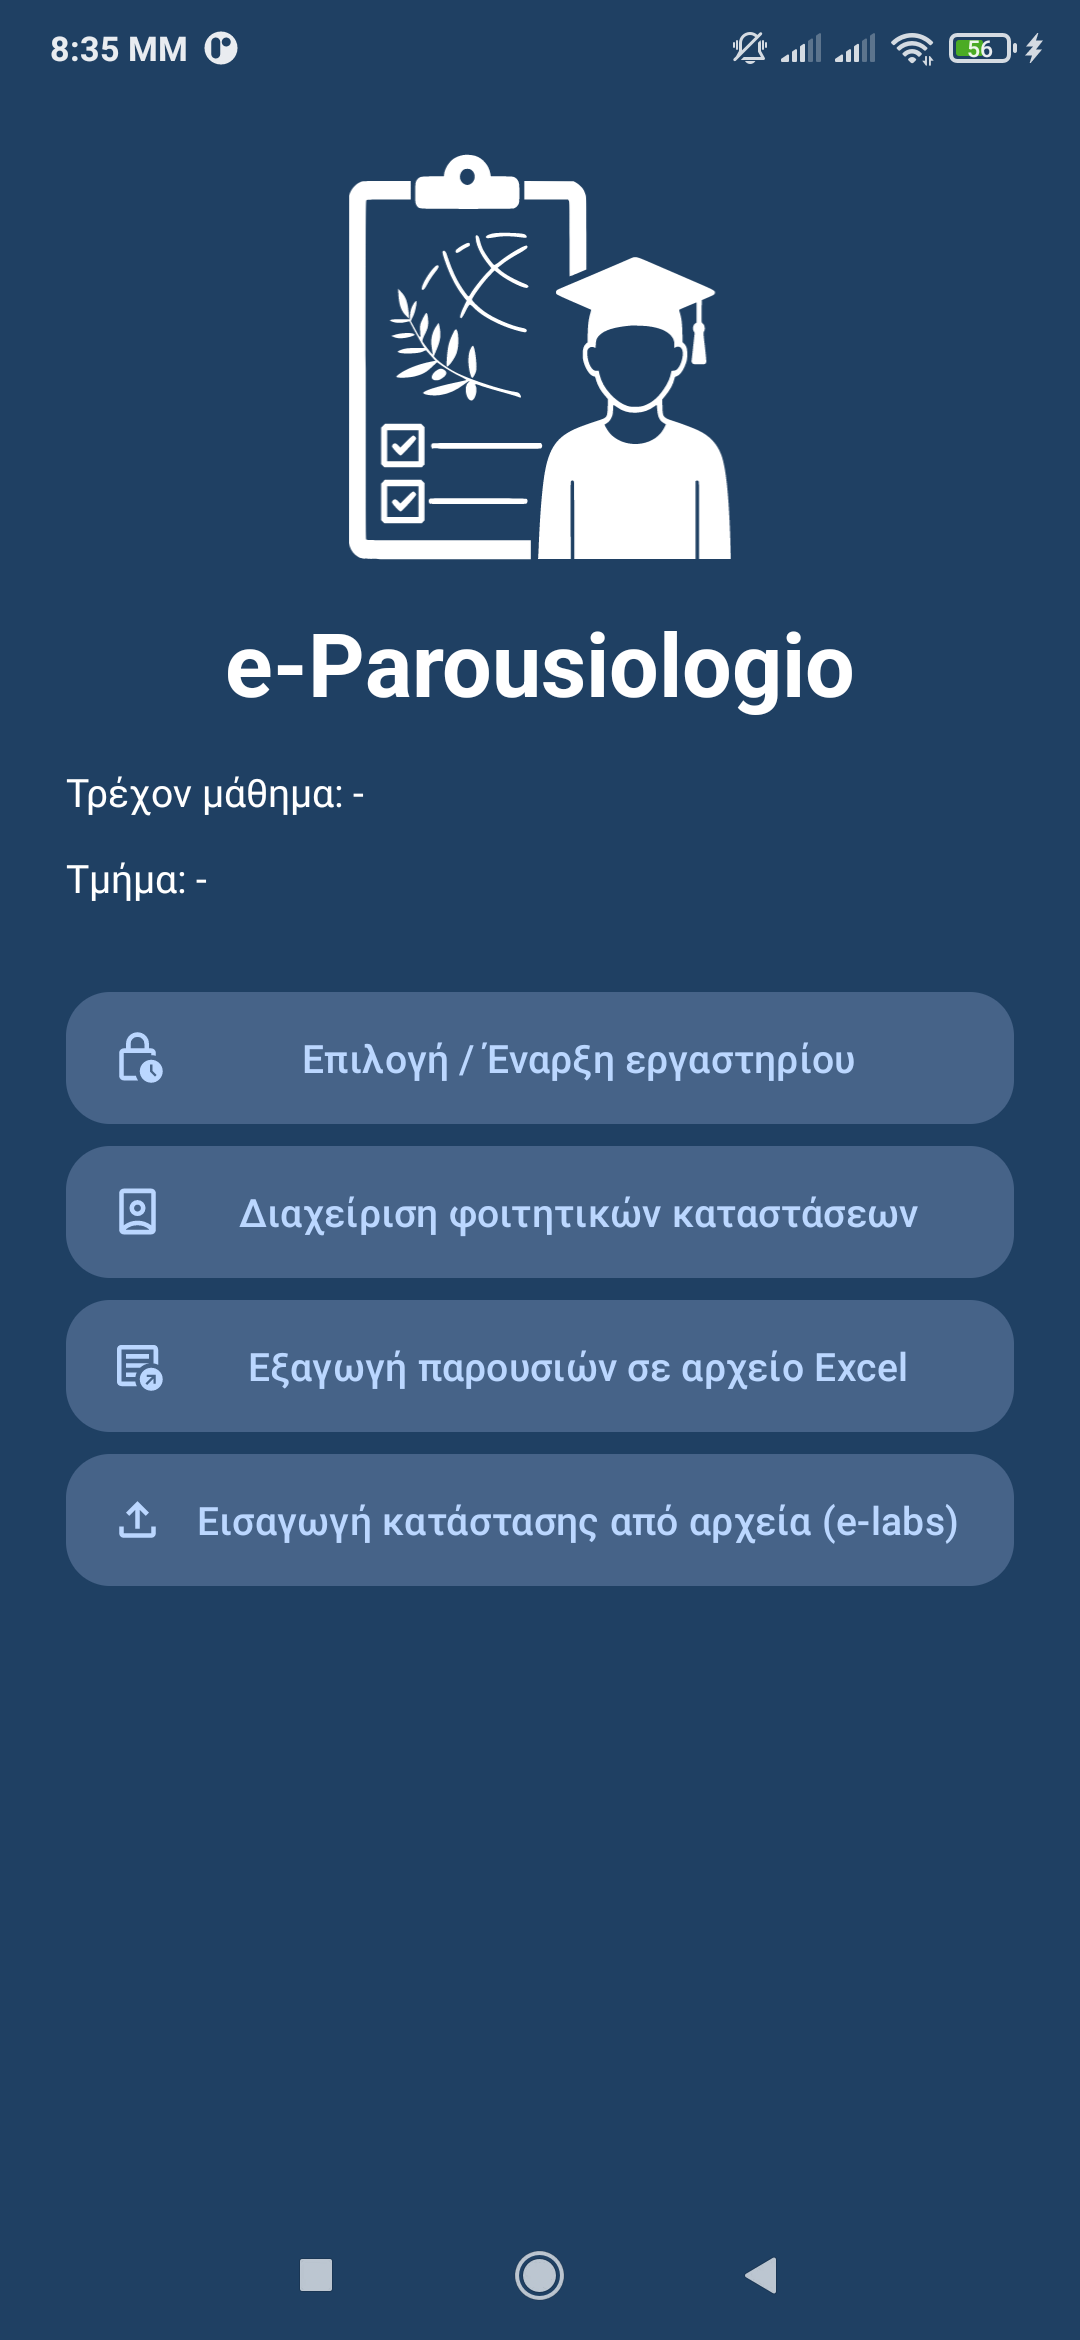 8:35 MM
56
e-Parousiologio
Τρέχον μάθημα: -
Τμήμα: -
Επιλογή / Έναρξη εργαστηρίου
Διαχείριση φοιτητικών καταστάσεων
Εξαγωγή παρουσιών σε αρχείο Excel
Εισαγωγή κατάστασης από αρχεία (e-labs)